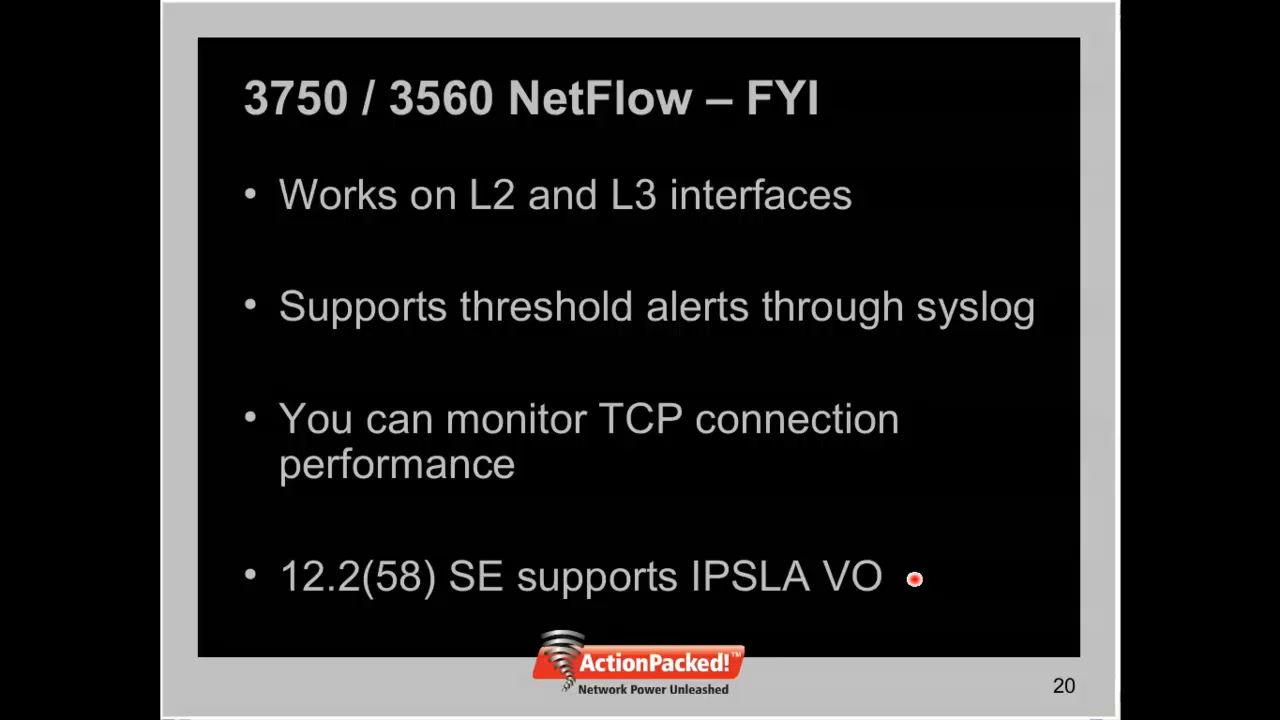 3750 / 3560 NetFlow – FYI
• Works on L2 and L3 interfaces
• Supports threshold alerts through syslog
• You can monitor TCP connection
performance
• 12.2(58) SE supports IPSLA VO
ActionPacked!™
Network Power Unleashed
20